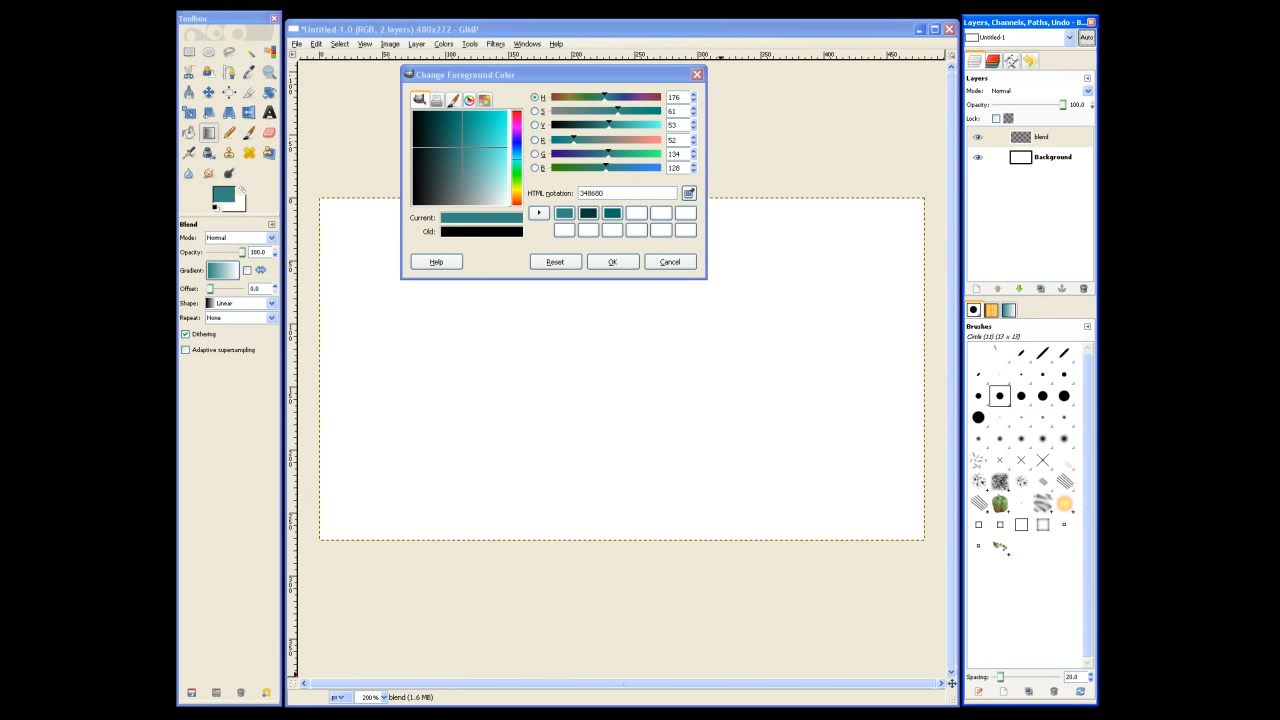 Toolbox
*Untitled-1.0 (RGB, 2 layers) 480x272 - GIMP
Layers, Channels, Paths, Undo - B...
File Edit Select View Image Layer Colors Tools Filters Windows Help
Untitled-1 Auto
Change Foreground Color
Layers
Mode: Normal
Opacity: 100.0
Lock:
blend
Background
H 176
S 61
V 53
R 52
G 134
B 128
HTML notation: 348680
Current:
Old:
Help Reset OK Cancel
Blend
Mode: Normal
Opacity: 100.0
Gradient:
Offset: 0.0
Shape: Linear
Repeat: None
Dithering
Adaptive supersampling
Brushes
Circle (11) (13 x 13)
Spacing: 20.0
px 200% blend (1.6 MB)